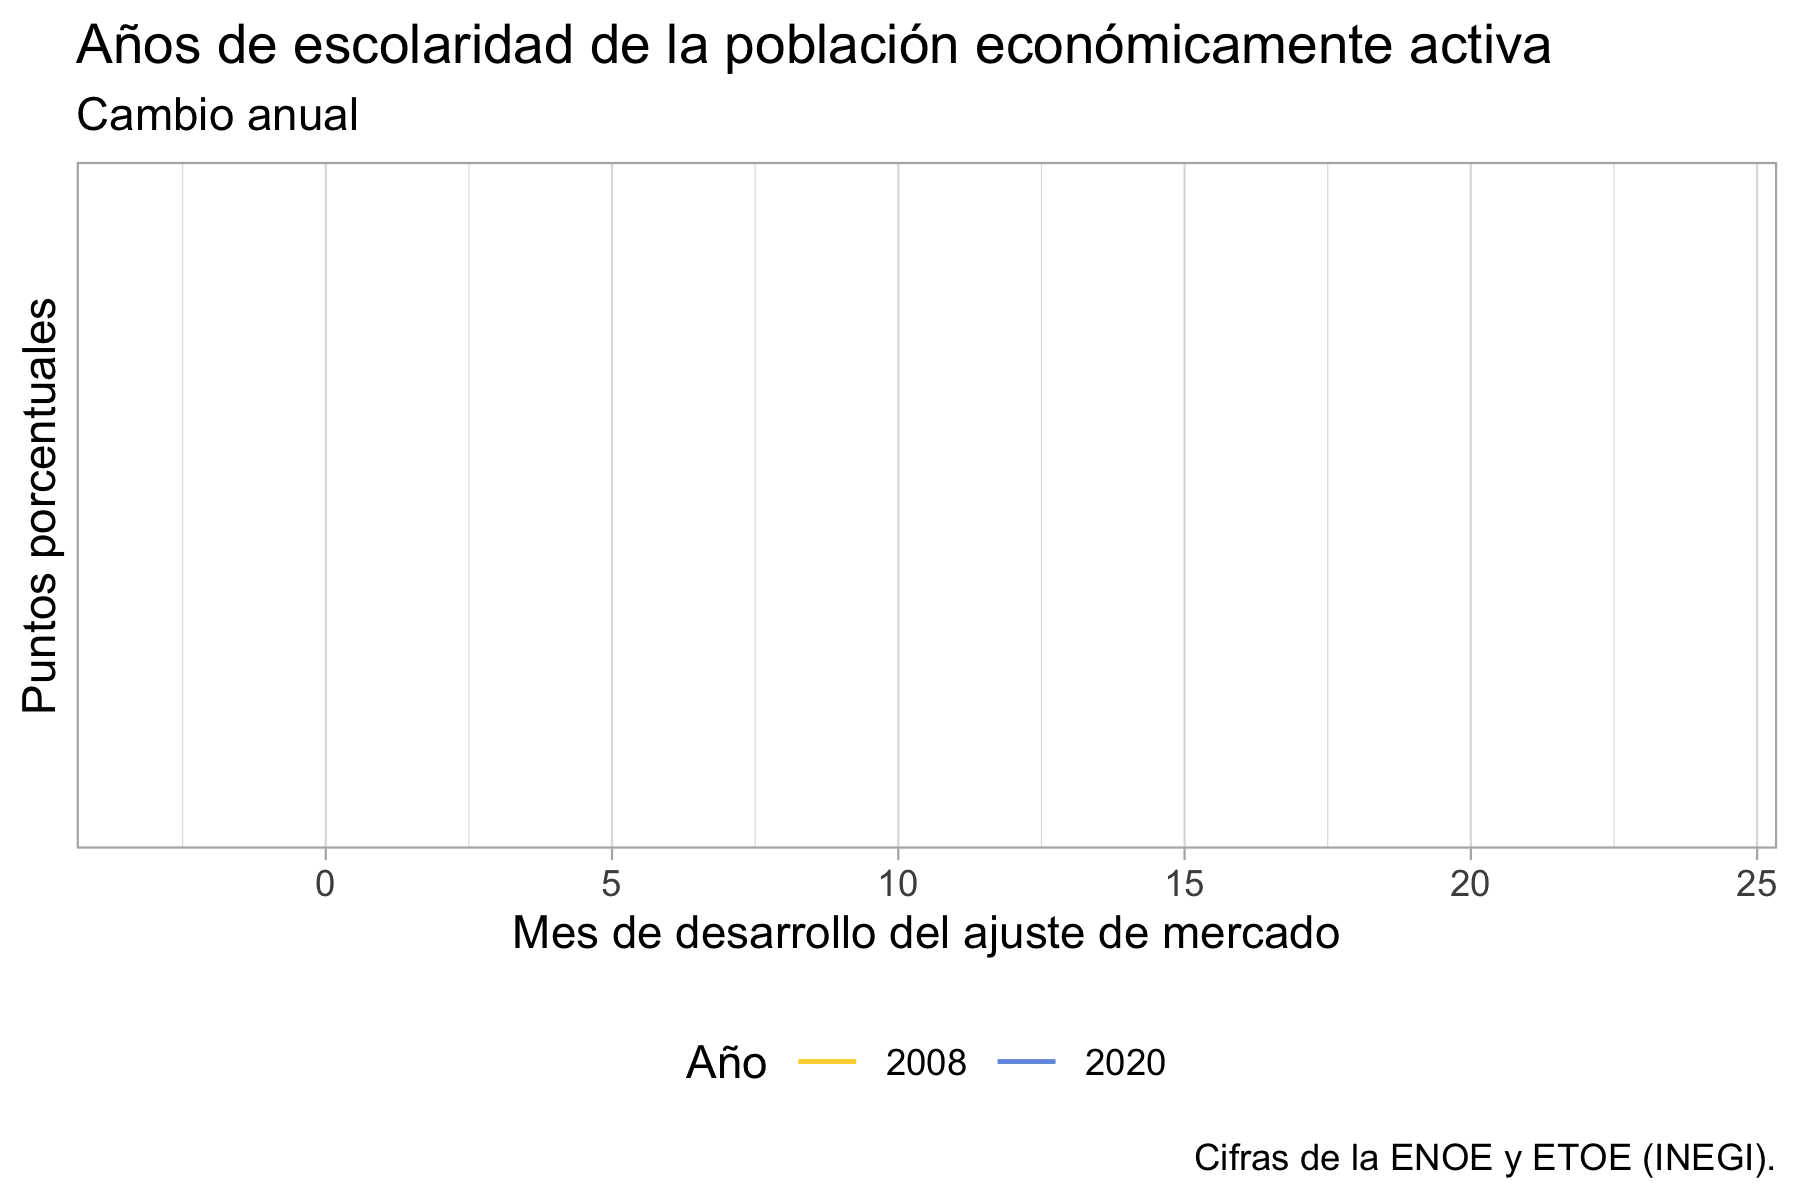 Años de escolaridad de la población económicamente activa
Cambio anual
Puntos porcentuales
0 5 10 15 20 25
Mes de desarrollo del ajuste de mercado
Año 2008 2020
Cifras de la ENOE y ETOE (INEGI).